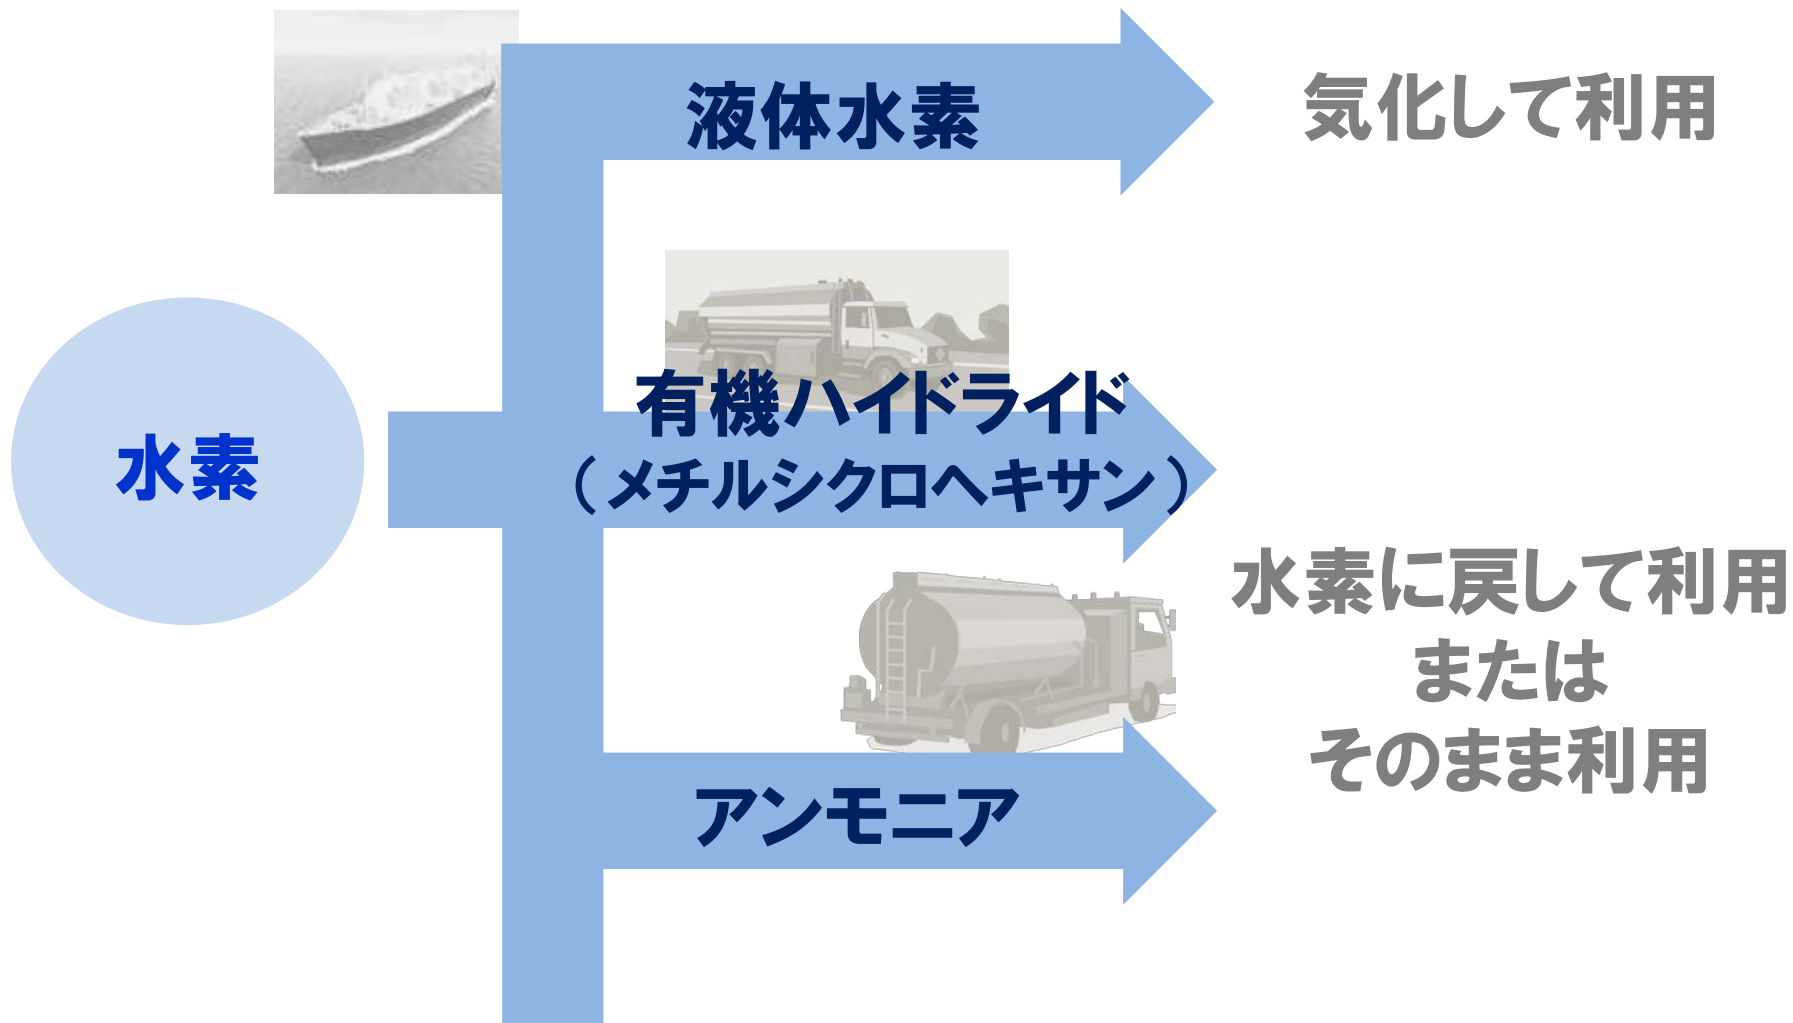 液体水素
気化して利用
水素
有機ハイドライド
（メチルシクロヘキサン）
水素に戻して利用
または
そのまま利用
アンモニア